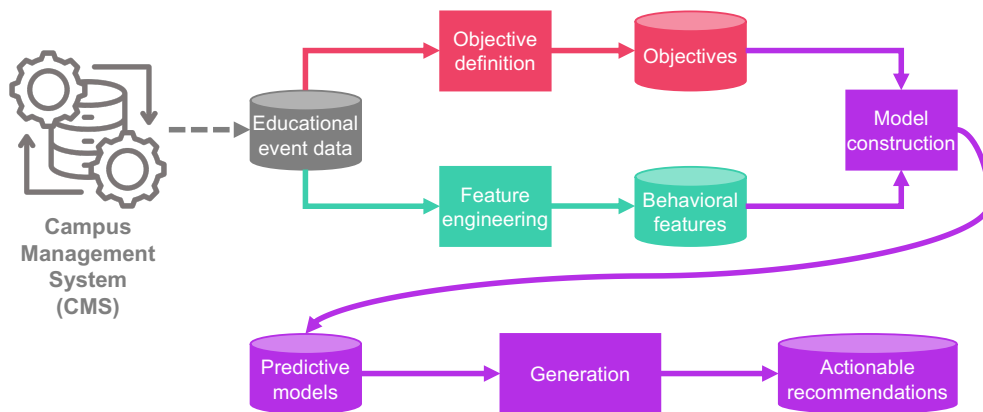 Objective
definition
Objectives
Educational
event data
Model
construction
Feature
engineering
Behavioral
features
Campus
Management
System
(CMS)
Predictive
models
Generation
Actionable
recommendations